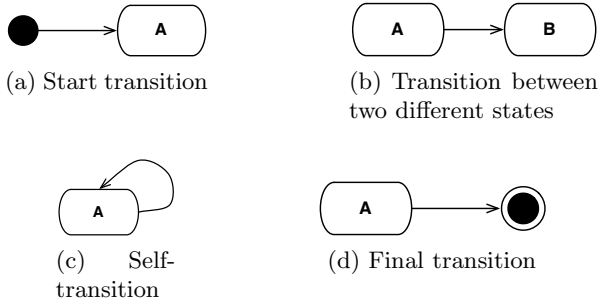 A
A
B
(a) Start transition
(b) Transition between
two different states
A
A
(c) Self-
transition
(d) Final transition